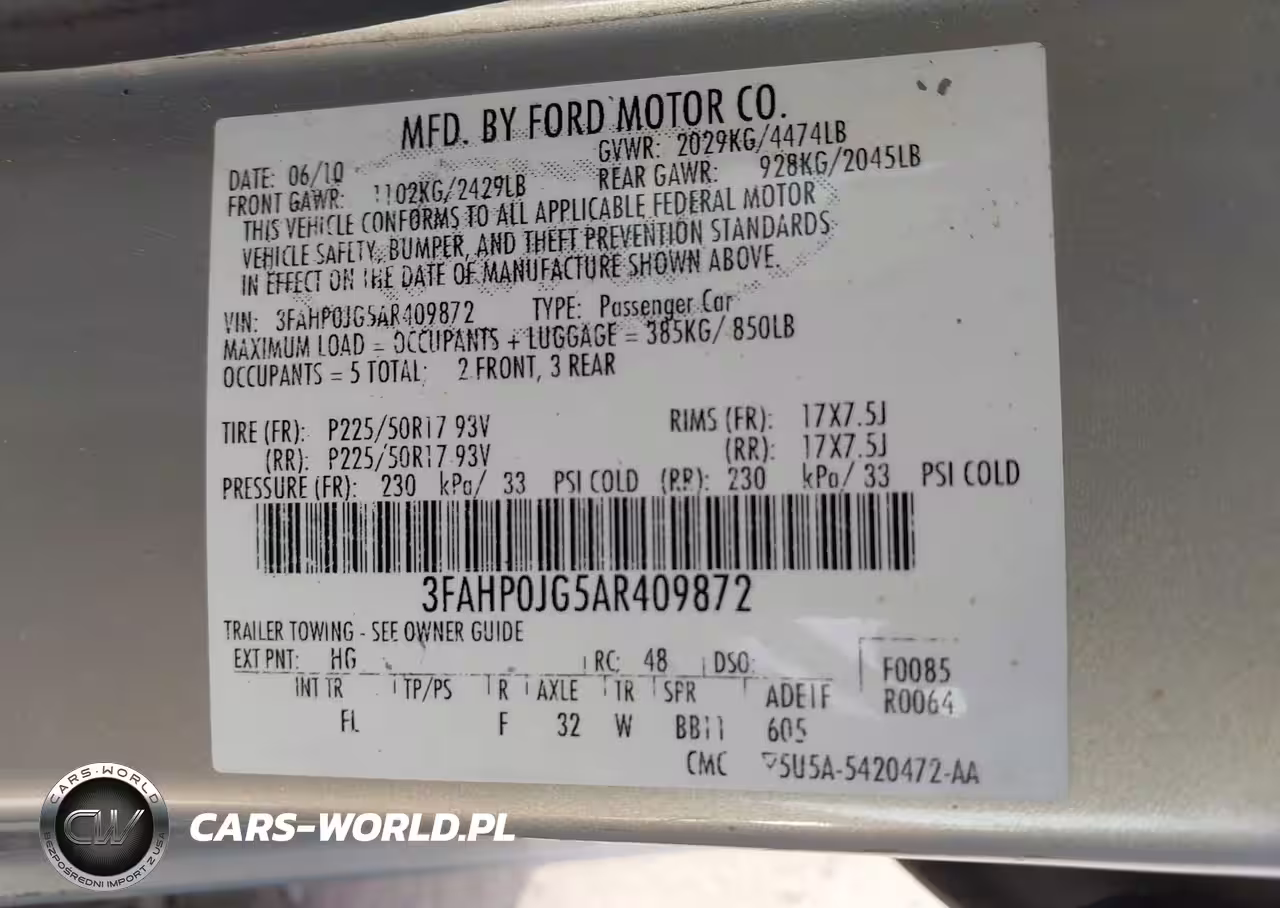 MFD. BY FORD MOTOR CO.
DATE: 06/10 GVWR: 2029KG/4474LB
FRONT GAWR: 1102KG/2429LB REAR GAWR: 928KG/2045LB
THIS VEHICLE CONFORMS TO ALL APPLICABLE FEDERAL MOTOR
VEHICLE SAFETY, BUMPER, AND THEFT PREVENTION STANDARDS
IN EFFECT ON THE DATE OF MANUFACTURE SHOWN ABOVE.
VIN: 3FAHP0JG5AR409872 TYPE: Passenger Car
MAXIMUM LOAD = OCCUPANTS + LUGGAGE = 385KG/ 850LB
OCCUPANTS = 5 TOTAL; 2 FRONT, 3 REAR
TIRE (FR): P225/50R17 93V RIMS (FR): 17X7.5J
(RR): P225/50R17 93V (RR): 17X7.5J
PRESSURE (FR): 230 kPa/ 33 PSI COLD (RR): 230 kPa/ 33 PSI COLD
3FAHP0JG5AR409872
TRAILER TOWING - SEE OWNER GUIDE
EXT PNT: HG RC: 48 DSO: F0085
INT TR TP/PS R AXLE TR SPR R0064
FL F 32 W BB11 605
CMC 5U5A-5420472-AA
CARS-WORLD
CW
BEZPOŚREDNI IMPORT Z USA
CARS-WORLD.PL